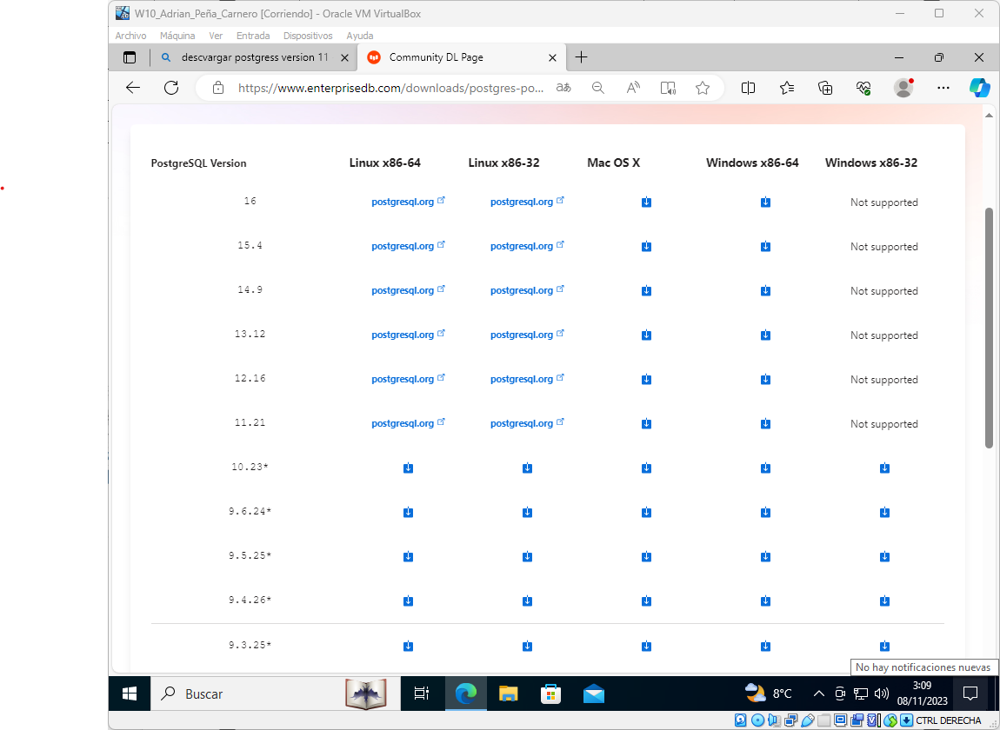 W10_Adrian_Peña_Carnero [Corriendo] - Oracle VM VirtualBox
Archivo Máquina Ver Entrada Dispositivos Ayuda
descvargar postgress version 11
Community DL Page
https://www.enterprisedb.com/downloads/postgres-po...
PostgreSQL Version Linux x86-64 Linux x86-32 Mac OS X Windows x86-64 Windows x86-32
16 postgresql.org postgresql.org Not supported
15.4 postgresql.org postgresql.org Not supported
14.9 postgresql.org postgresql.org Not supported
13.12 postgresql.org postgresql.org Not supported
12.16 postgresql.org postgresql.org Not supported
11.21 postgresql.org postgresql.org Not supported
10.23*
9.6.24*
9.5.25*
9.4.26*
9.3.25*
No hay notificaciones nuevas
Buscar
8°C
3:09
08/11/2023
CTRL DERECHA